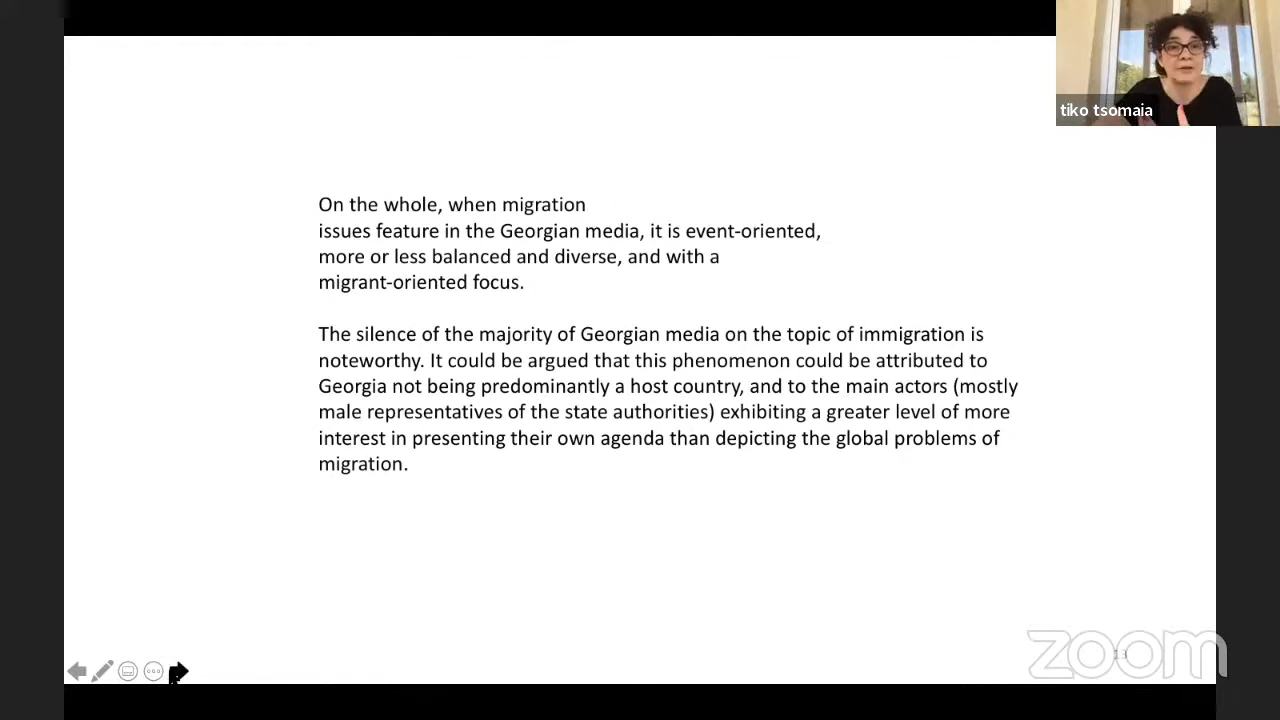 tiko tsomaia
On the whole, when migration
issues feature in the Georgian media, it is event-oriented,
more or less balanced and diverse, and with a
migrant-oriented focus.
The silence of the majority of Georgian media on the topic of immigration is
noteworthy. It could be argued that this phenomenon could be attributed to
Georgia not being predominantly a host country, and to the main actors (mostly
male representatives of the state authorities) exhibiting a greater level of more
interest in presenting their own agenda than depicting the global problems of
migration.
zoom